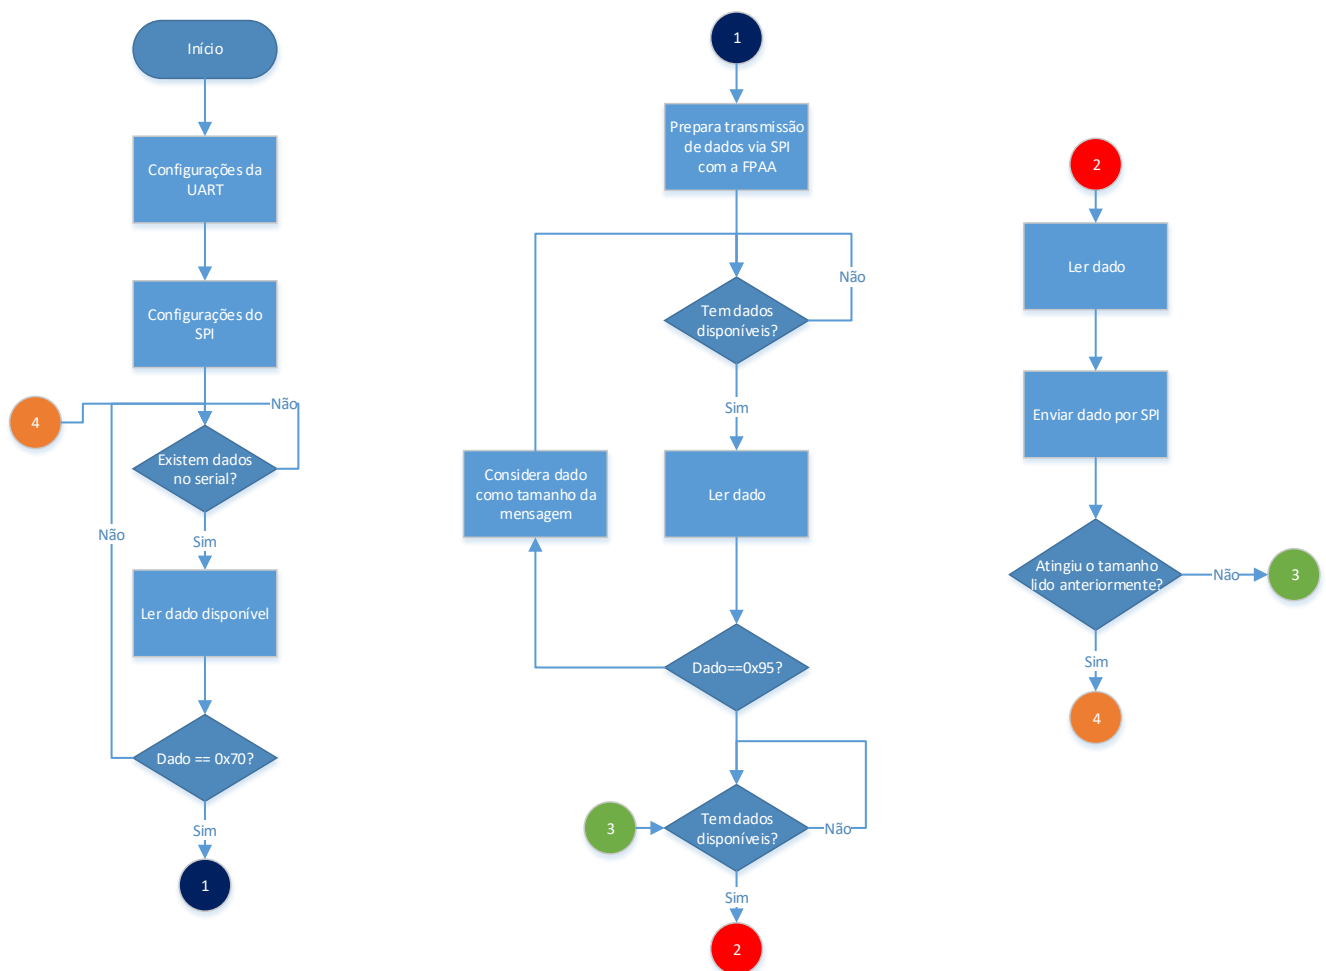 Início
Configurações da
UART
Configurações do
SPI
4
Não
Existem dados
no serial?
Não
Sim
Ler dado disponível
Dado == 0x70?
Sim
1
1
Prepara transmissão
de dados via SPI
com a FPAA
Não
Tem dados
disponíveis?
Sim
Considera dado
como tamanho da
mensagem
Ler dado
Dado==0x95?
3
Tem dados
disponíveis?
Não
Sim
2
2
Ler dado
Enviar dado por SPI
Atingiu o tamanho
lido anteriormente?
Não
3
Sim
4